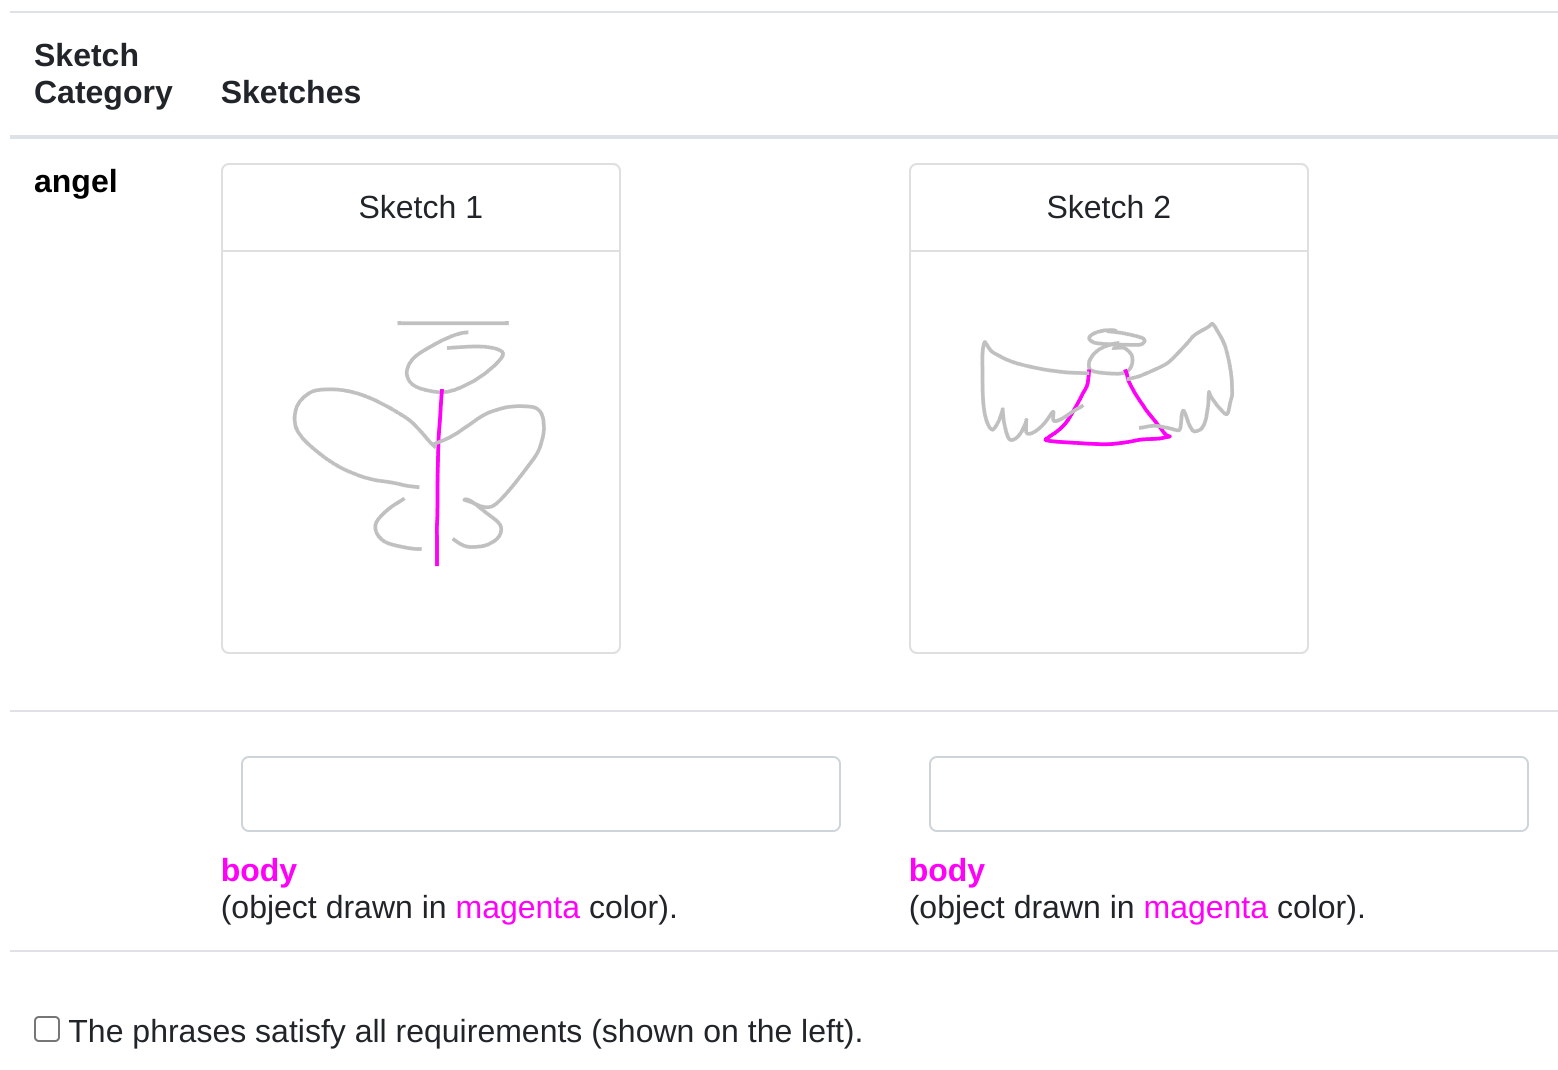 Sketch
Category
Sketches
angel
Sketch 1
Sketch 2
body
(object drawn in magenta color).
body
(object drawn in magenta color).
The phrases satisfy all requirements (shown on the left).